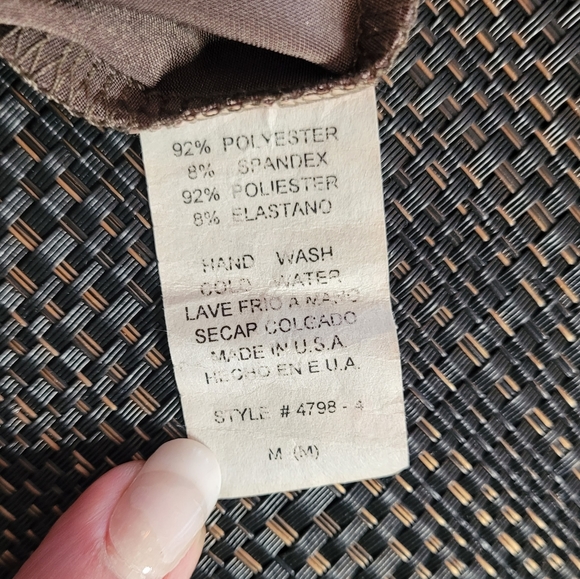 92% POLYESTER
8% SPANDEX
92% POLIESTER
8% ELASTANO
HAND WASH
COLD WATER
LAVE FRIO A MANO
SECAP COLGADO
MADE IN U.S.A.
HECHO EN E U.A.
STYLE # 4798 - 4
M (M)